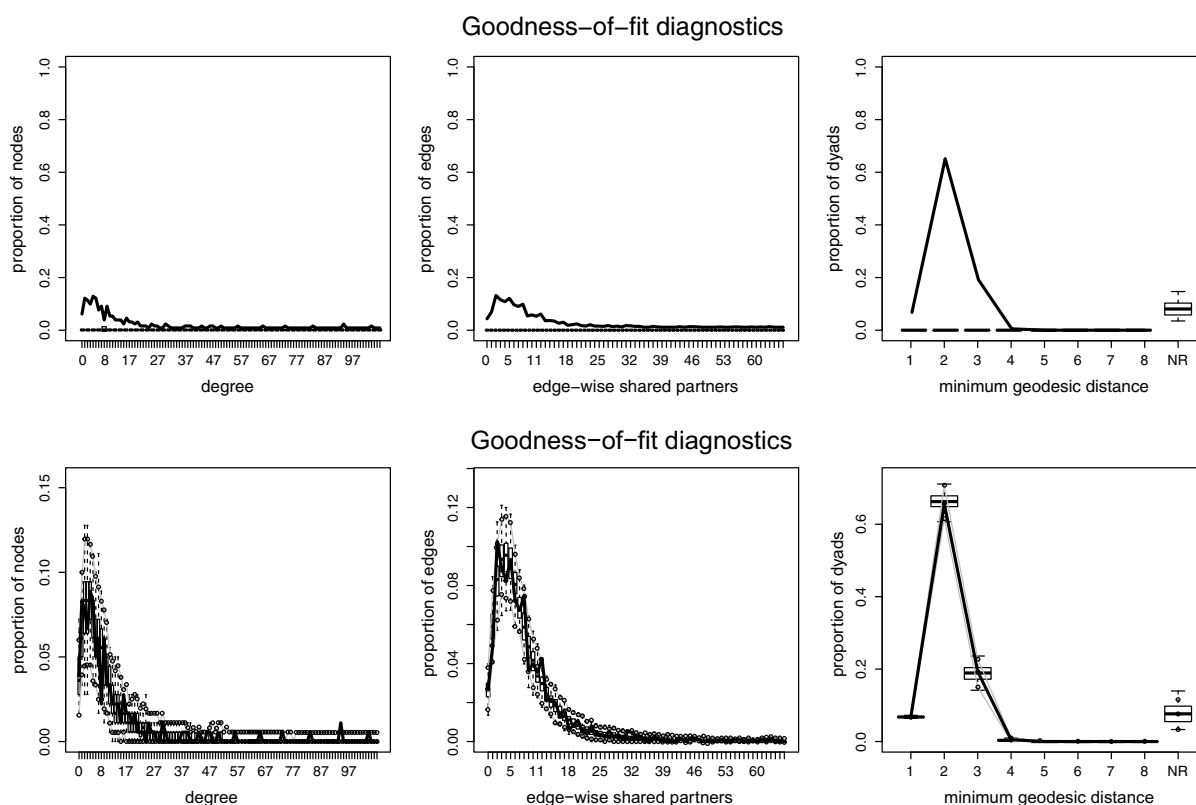 Goodness−of−fit diagnostics
1.0
0.8
0.6
0.4
0.2
0.0
proportion of nodes
0 8 17 27 37 47 57 67 77 87 97
degree
1.0
0.8
0.6
0.4
0.2
0.0
proportion of edges
0 5 11 18 25 32 39 46 53 60
edge−wise shared partners
1.0
0.8
0.6
0.4
0.2
0.0
proportion of dyads
1 2 3 4 5 6 7 8 NR
minimum geodesic distance
Goodness−of−fit diagnostics
0.15
0.10
0.05
0.00
proportion of nodes
0 8 17 27 37 47 57 67 77 87 97
degree
0.12
0.08
0.04
0.00
proportion of edges
0 5 11 18 25 32 39 46 53 60
edge−wise shared partners
0.6
0.4
0.2
0.0
proportion of dyads
1 2 3 4 5 6 7 8 NR
minimum geodesic distance